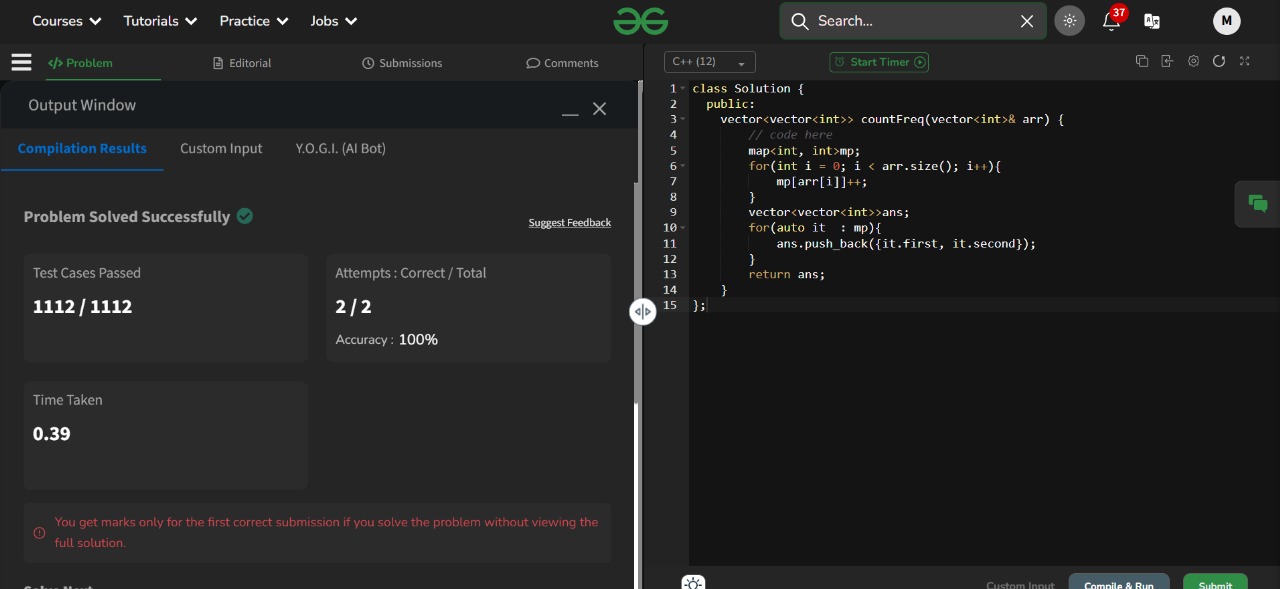 Courses Tutorials Practice Jobs Search... 37 M
</> Problem Editorial Submissions Comments
Output Window
Compilation Results Custom Input Y.O.G.I. (AI Bot)
Problem Solved Successfully
Suggest Feedback
Test Cases Passed
1112 / 1112
Attempts : Correct / Total
2 / 2
Accuracy : 100%
Time Taken
0.39
You get marks only for the first correct submission if you solve the problem without viewing the
full solution.
Solve Next
C++ (12) Start Timer
1 class Solution {
2   public:
3     vector<vector<int>> countFreq(vector<int>& arr) {
4         // code here
5         map<int, int>mp;
6         for(int i = 0; i < arr.size(); i++){
7             mp[arr[i]]++;
8         }
9         vector<vector<int>>ans;
10         for(auto it  : mp){
11             ans.push_back({it.first, it.second});
12         }
13         return ans;
14     }
15 };
Custom Input Compile & Run Submit